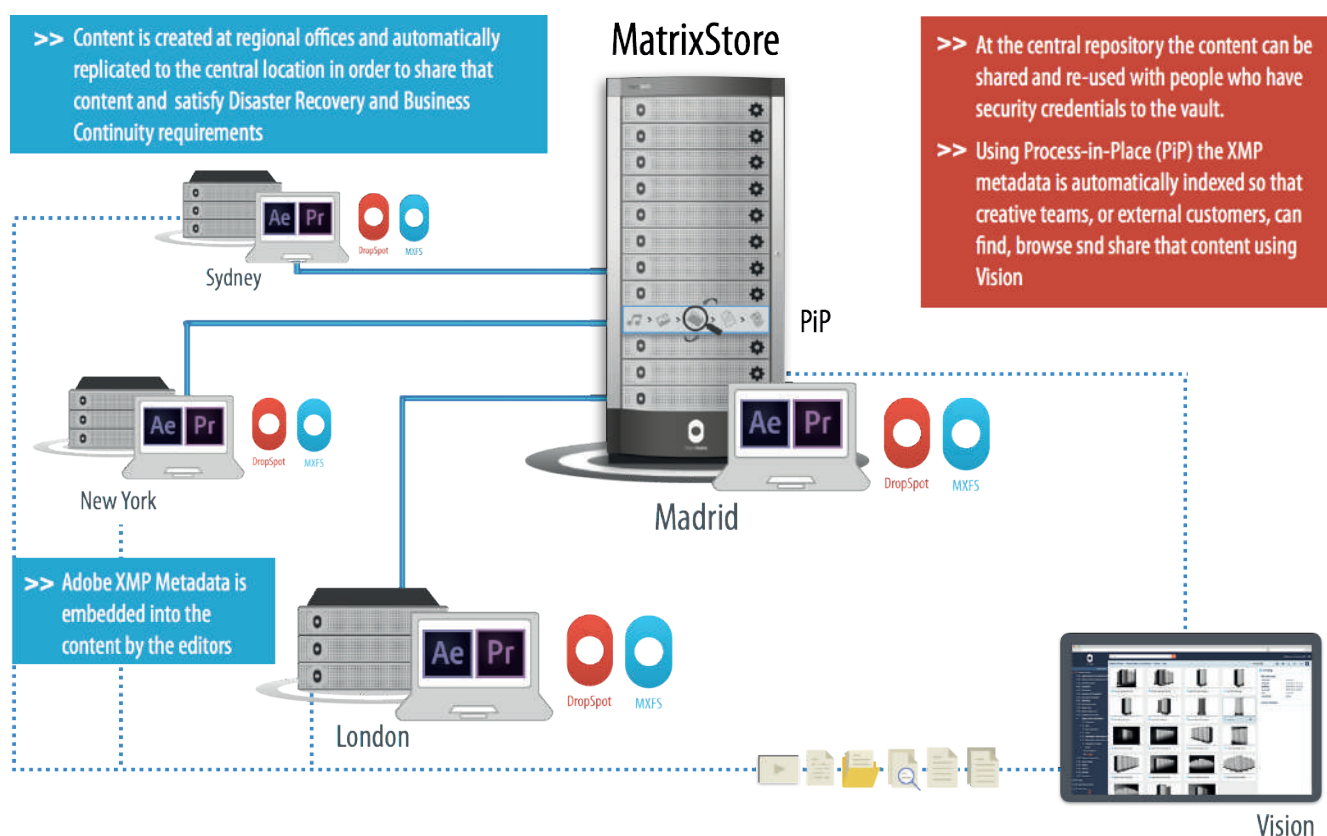 >> Content is created at regional offices and automatically
replicated to the central location in order to share that
content and satisfy Disaster Recovery and Business
Continuity requirements
MatrixStore
>> At the central repository the content can be
shared and re-used with people who have
security credentials to the vault.
>> Using Process-in-Place (PiP) the XMP
metadata is automatically indexed so that
creative teams, or external customers, can
find, browse snd share that content using
Vision
Ae Pr
DropSpot MXFS
Sydney
PiP
Ae Pr
DropSpot MXFS
New York
Ae Pr
DropSpot MXFS
Madrid
>> Adobe XMP Metadata is
embedded into the
content by the editors
Ae Pr
DropSpot MXFS
London
Vision